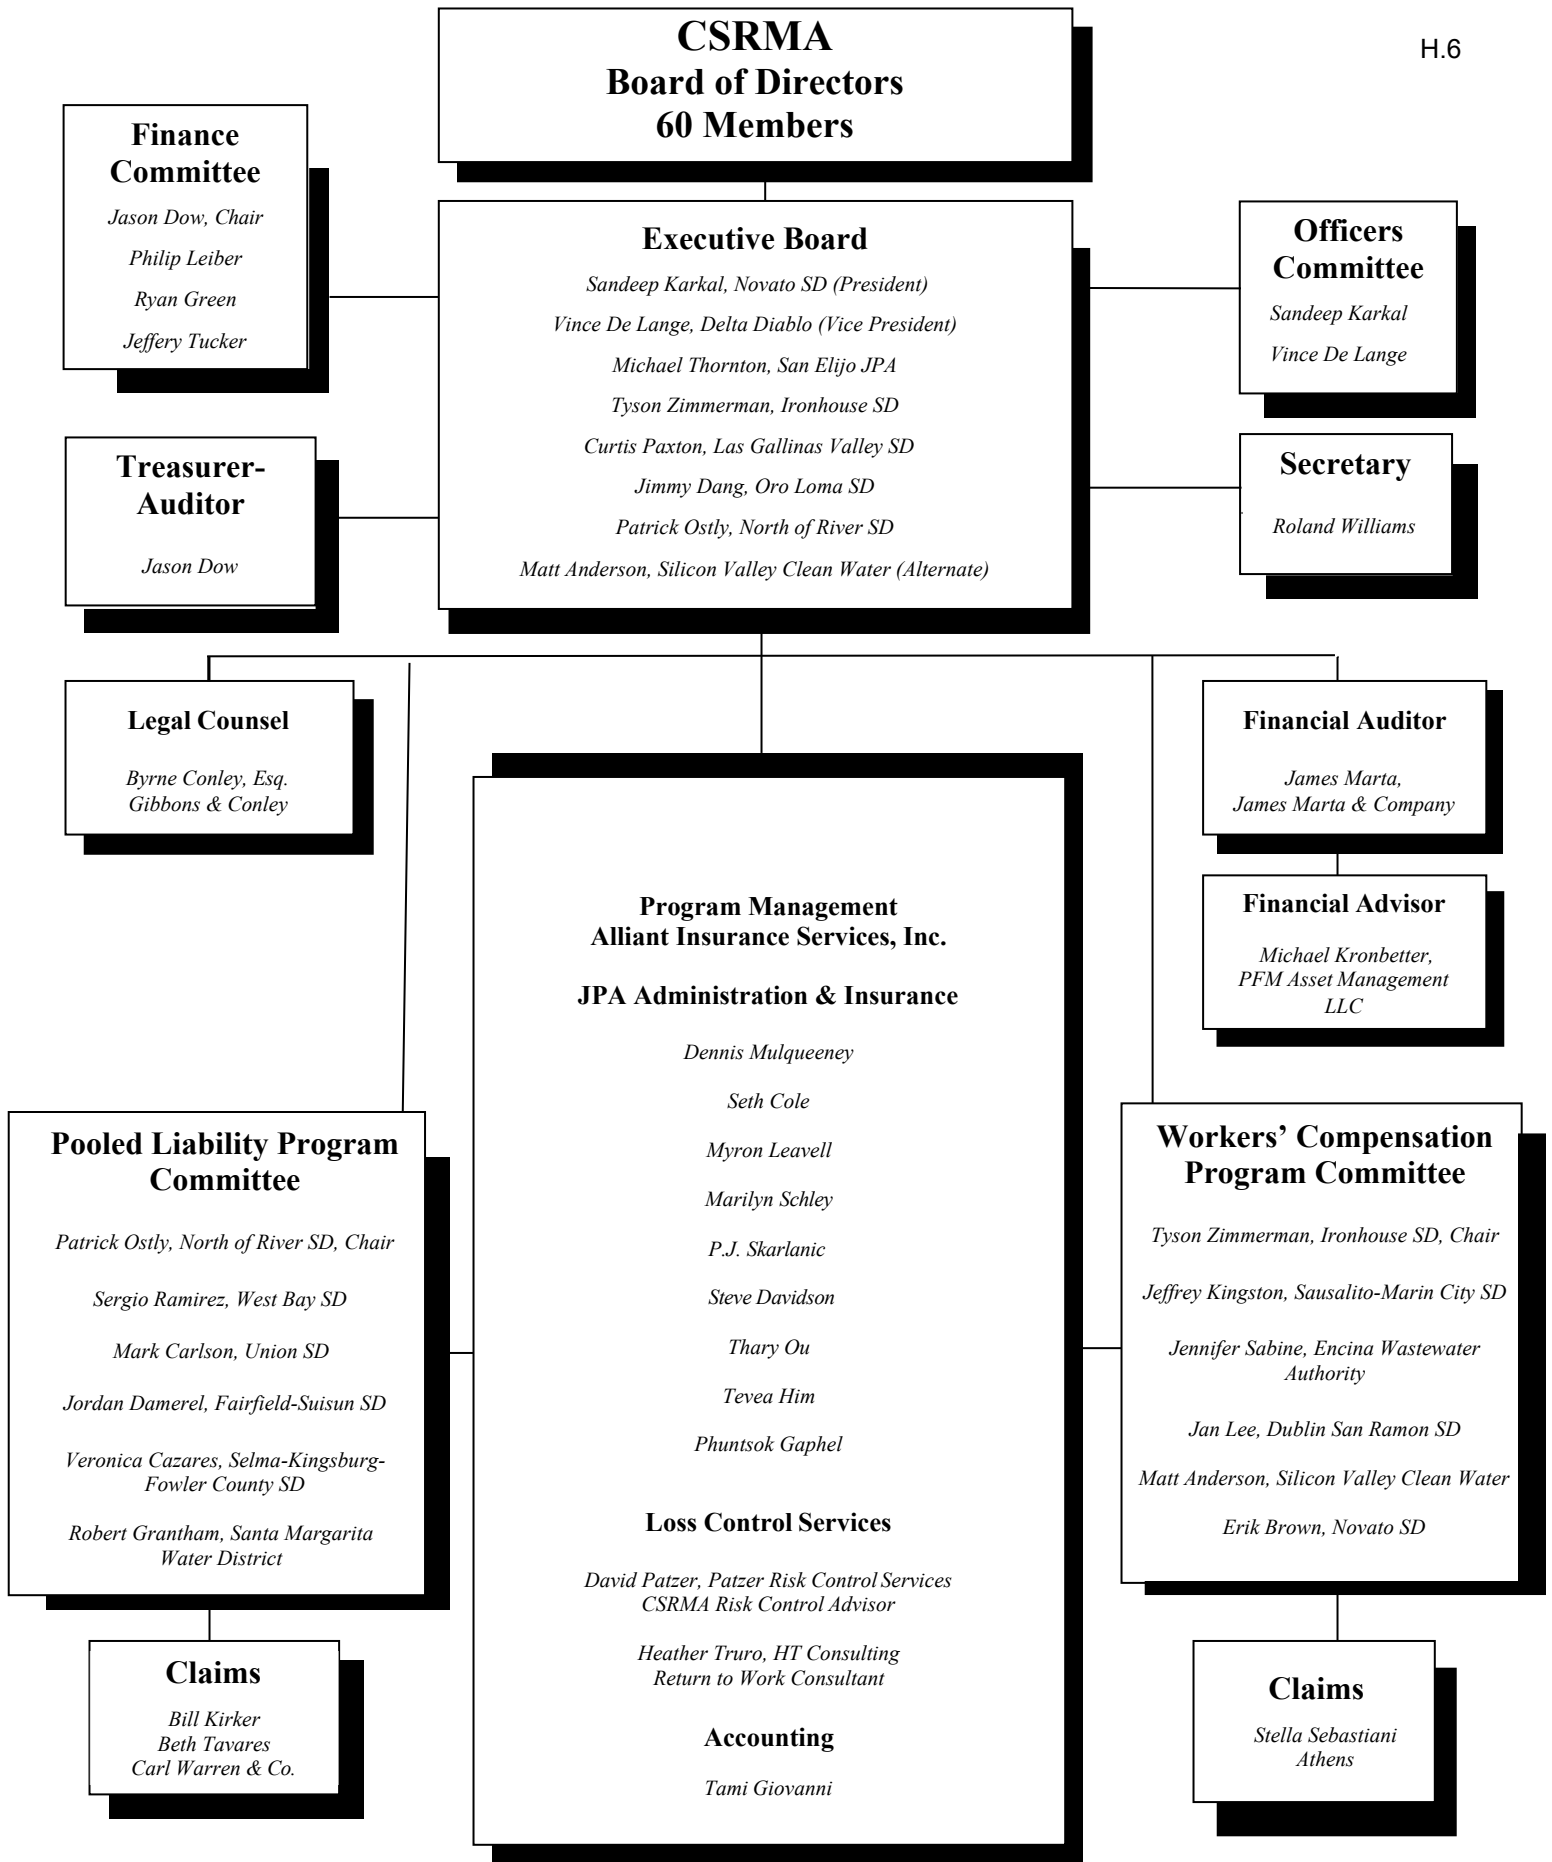 CSRMA
Board of Directors
60 Members
H.6
Finance
Committee
Jason Dow, Chair
Philip Leiber
Ryan Green
Jeffery Tucker
Executive Board
Sandeep Karkal, Novato SD (President)
Vince De Lange, Delta Diablo (Vice President)
Michael Thornton, San Elijo JPA
Tyson Zimmerman, Ironhouse SD
Curtis Paxton, Las Gallinas Valley SD
Jimmy Dang, Oro Loma SD
Patrick Ostly, North of River SD
Matt Anderson, Silicon Valley Clean Water (Alternate)
Officers
Committee
Sandeep Karkal
Vince De Lange
Treasurer-
Auditor
Jason Dow
Secretary
Roland Williams
Legal Counsel
Byrne Conley, Esq.
Gibbons & Conley
Financial Auditor
James Marta,
James Marta & Company
Financial Advisor
Michael Kronbetter,
PFM Asset Management
LLC
Program Management
Alliant Insurance Services, Inc.
JPA Administration & Insurance
Dennis Mulqueeney
Seth Cole
Myron Leavell
Marilyn Schley
P.J. Skarlanic
Steve Davidson
Thary Ou
Tevea Him
Phuntsok Gaphel
Loss Control Services
David Patzer, Patzer Risk Control Services
CSRMA Risk Control Advisor
Heather Truro, HT Consulting
Return to Work Consultant
Accounting
Tami Giovanni
Pooled Liability Program
Committee
Patrick Ostly, North of River SD, Chair
Sergio Ramirez, West Bay SD
Mark Carlson, Union SD
Jordan Damerel, Fairfield-Suisun SD
Veronica Cazares, Selma-Kingsburg-
Fowler County SD
Robert Grantham, Santa Margarita
Water District
Workers’ Compensation
Program Committee
Tyson Zimmerman, Ironhouse SD, Chair
Jeffrey Kingston, Sausalito-Marin City SD
Jennifer Sabine, Encina Wastewater
Authority
Jan Lee, Dublin San Ramon SD
Matt Anderson, Silicon Valley Clean Water
Erik Brown, Novato SD
Claims
Bill Kirker
Beth Tavares
Carl Warren & Co.
Claims
Stella Sebastiani
Athens